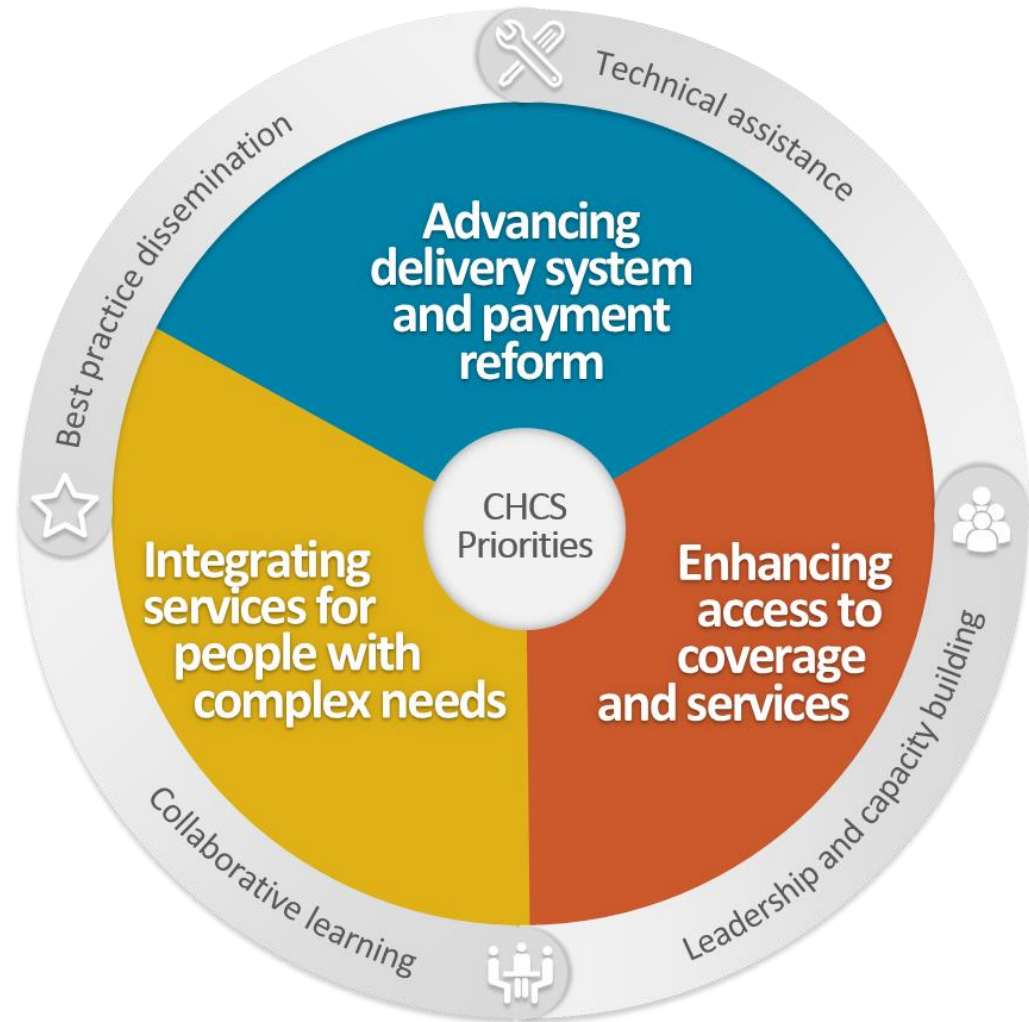 Technical assistance
Best practice dissemination
Advancing
delivery system
and payment
reform
CHCS
Priorities
Integrating
services for
people with
complex needs
Enhancing
access to
coverage
and services
Collaborative learning
Leadership and capacity building